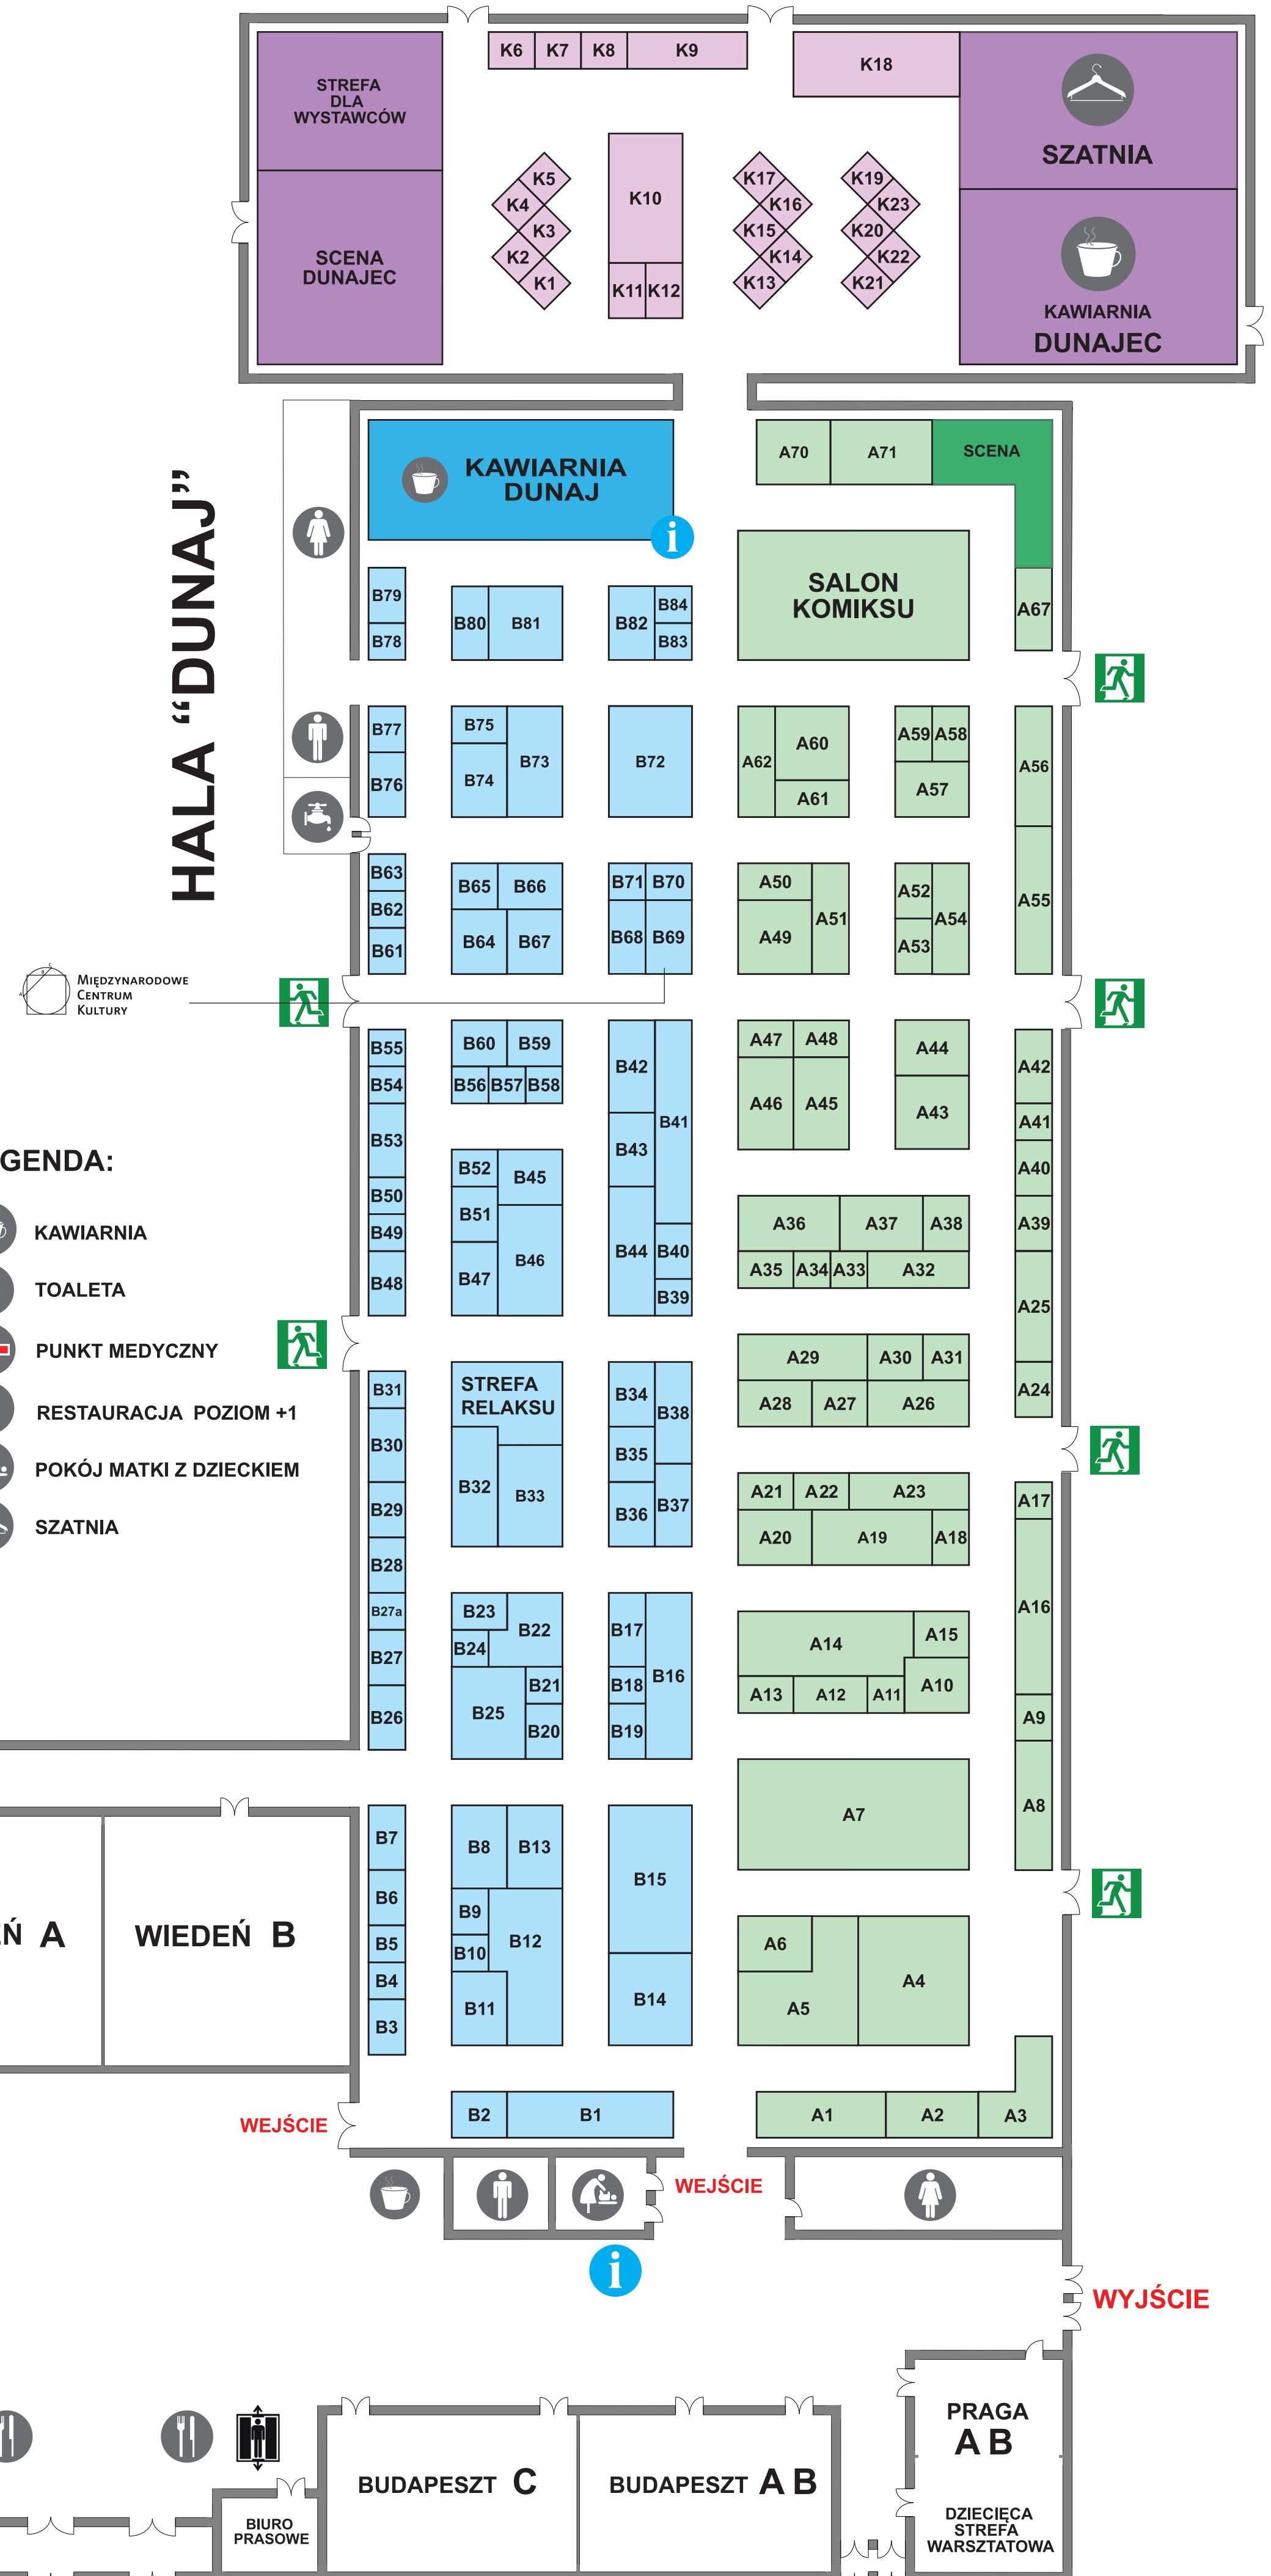 K6 K7 K8 K9
K18
STREFA
DLA
WYSTAWCÓW
SZATNIA
K5
K4
K3
K2
K1
K10
K11 K12
K17
K16
K15
K14
K13
K19
K23
K20
K22
K21
SCENA
DUNAJEC
KAWIARNIA
DUNAJEC
HALA “DUNAJ”
KAWIARNIA
DUNAJ
i
A70 A71 SCENA
SALON
KOMIKSU
A67
B79
B78
B80 B81
B82 B84
B83
B77
B76
B75
B74
B73
B72
A62 A60
A61
A59 A58
A57
A56
A55
B63
B62
B61
B65 B66
B64 B67
B71 B70
B68 B69
A50
A49
A51
A52
A53
A54
A B C
MIĘDZYNARODOWE
CENTRUM
KULTURY
B55
B54
B53
B50
B49
B48
B60 B59
B56 B57 B58
B52 B45
B51
B47 B46
B42
B43
B41
B44 B40
B39
A47 A48
A46 A45
A44
A43
A42
A41
A40
A39
A36 A37 A38
A35 A34 A33 A32
A25
A24
A29 A30 A31
A28 A27 A26
GENDA:
KAWIARNIA
TOALETA
PUNKT MEDYCZNY
RESTAURACJA POZIOM +1
POKÓJ MATKI Z DZIECKIEM
SZATNIA
B31
B30
B29
B28
B27a
B27
B26
STREFA
RELAKSU
B32 B33
B34
B35
B36
B38
B37
A21 A22 A23
A20 A19 A18
A17
A16
A9
A8
B23
B24
B22
B21
B25
B20
B17
B18
B19
B16
A14 A15
A13 A12 A11 A10
A7
B7
B6
B5
B4
B3
B8 B13
B9
B10
B12
B11
B15
B14
A6
A5
A4
Ń A
WIEDEŃ B
WEJŚCIE
B2 B1
A1 A2 A3
WEJŚCIE
i
WYJŚCIE
PRAGA
A B
DZIECIĘCA
STREFA
WARSZTATOWA
BIURO
PRASOWE
BUDAPESZT C
BUDAPESZT A B